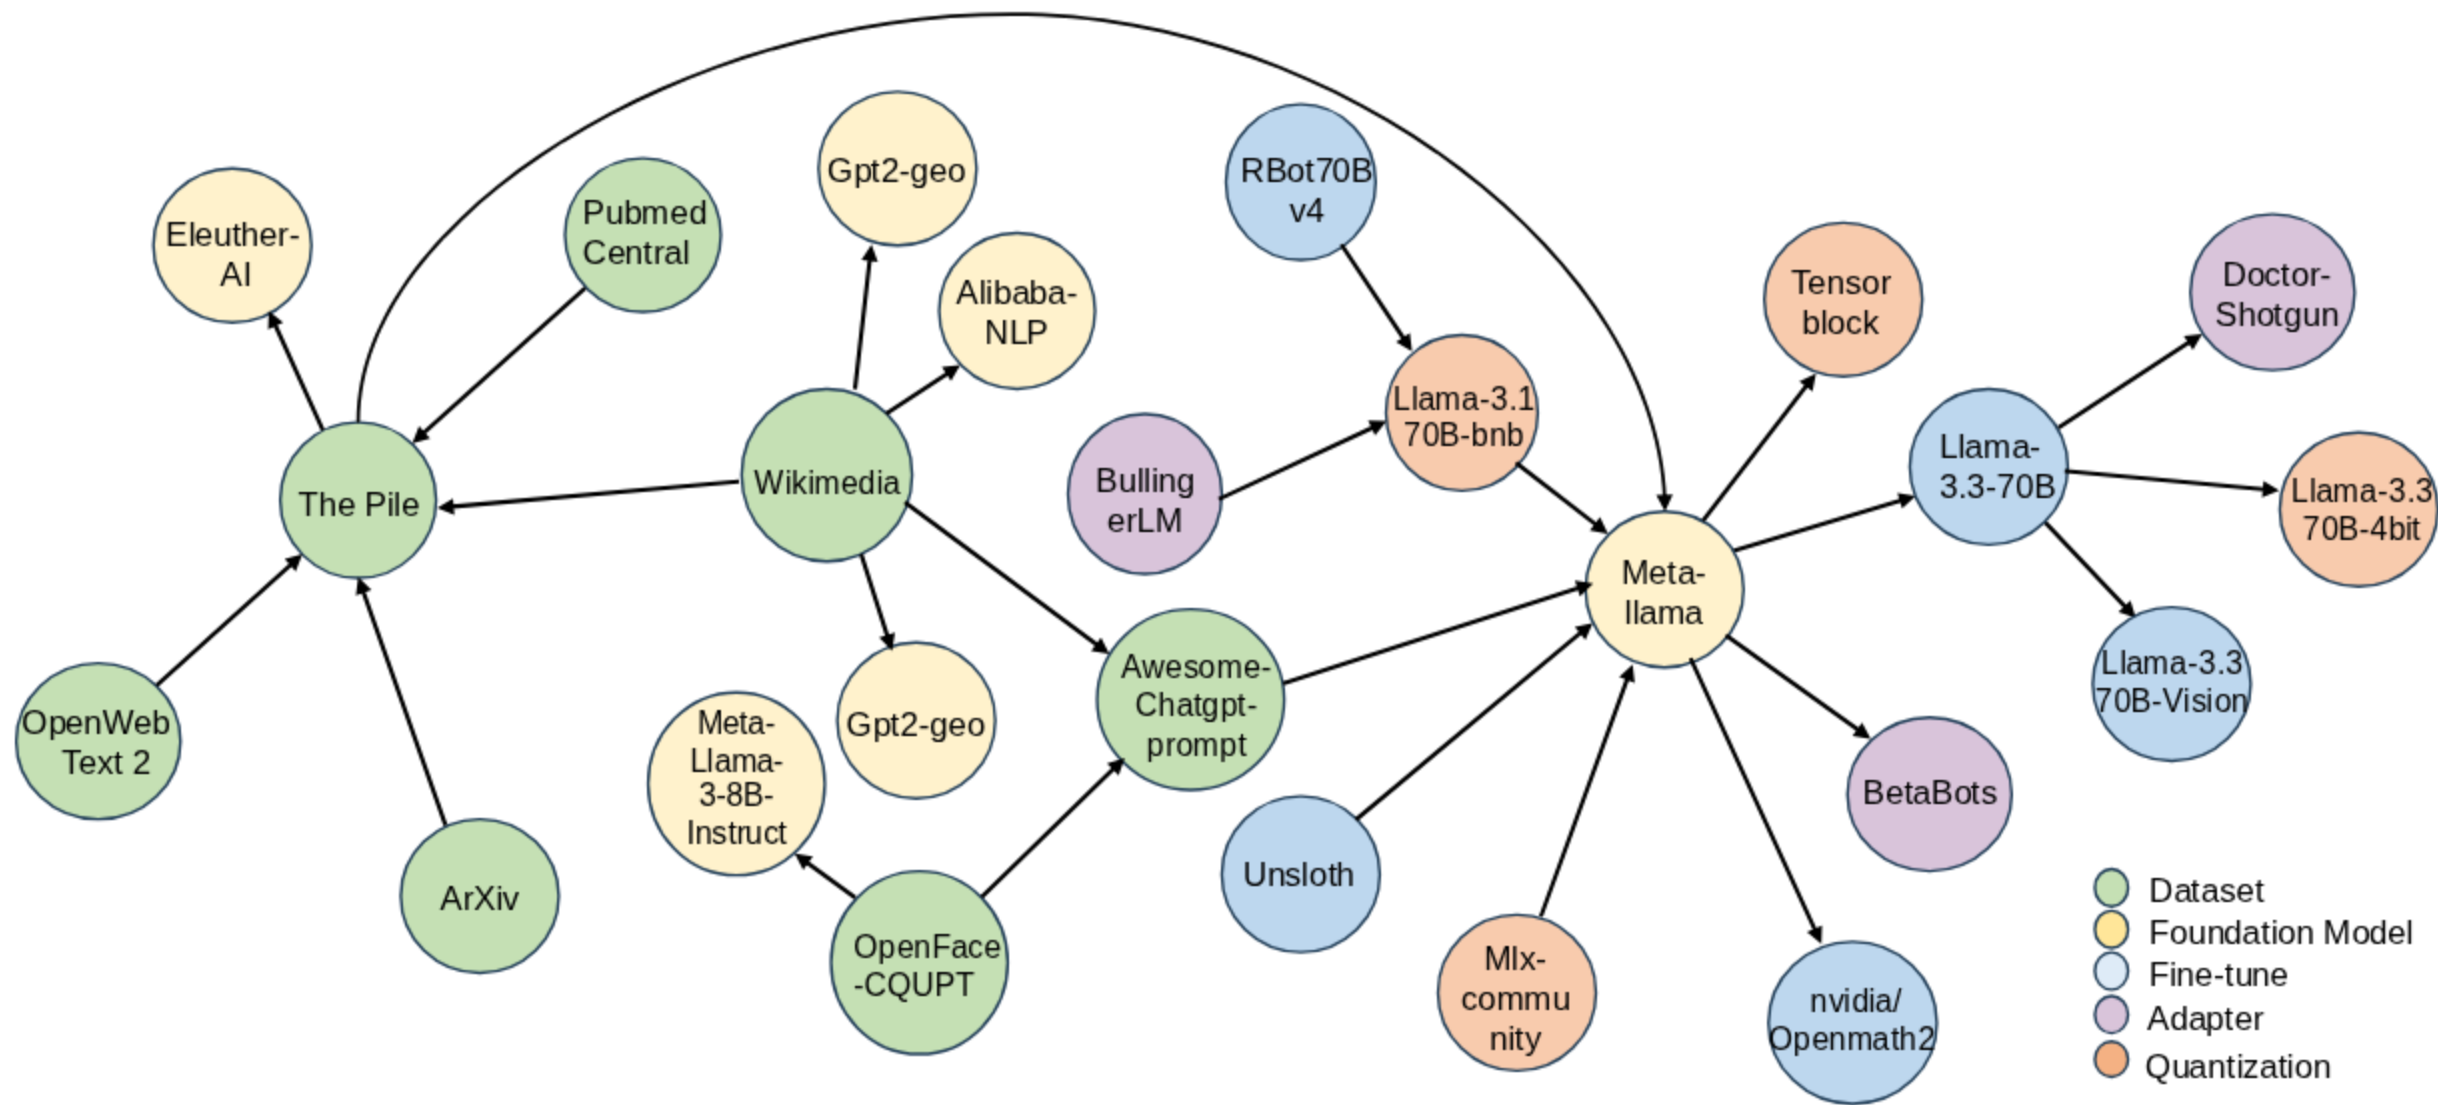 Gpt2-geo
RBot70B
v4
Eleuther-
AI
Pubmed
Central
Alibaba-
NLP
Tensor
block
Doctor-
Shotgun
Llama-3.1
70B-bnb
The Pile
Wikimedia
Bulling
erLM
Llama-
3.3-70B
Llama-3.3
70B-4bit
Meta-
llama
OpenWeb
Text 2
Meta-
Llama-
3-8B-
Instruct
Gpt2-geo
Awesome-
Chatgpt-
prompt
Llama-3.3
70B-Vision
BetaBots
ArXiv
OpenFace
-CQUPT
Unsloth
Mlx-
commu
nity
nvidia/
Openmath2
Dataset
Foundation Model
Fine-tune
Adapter
Quantization